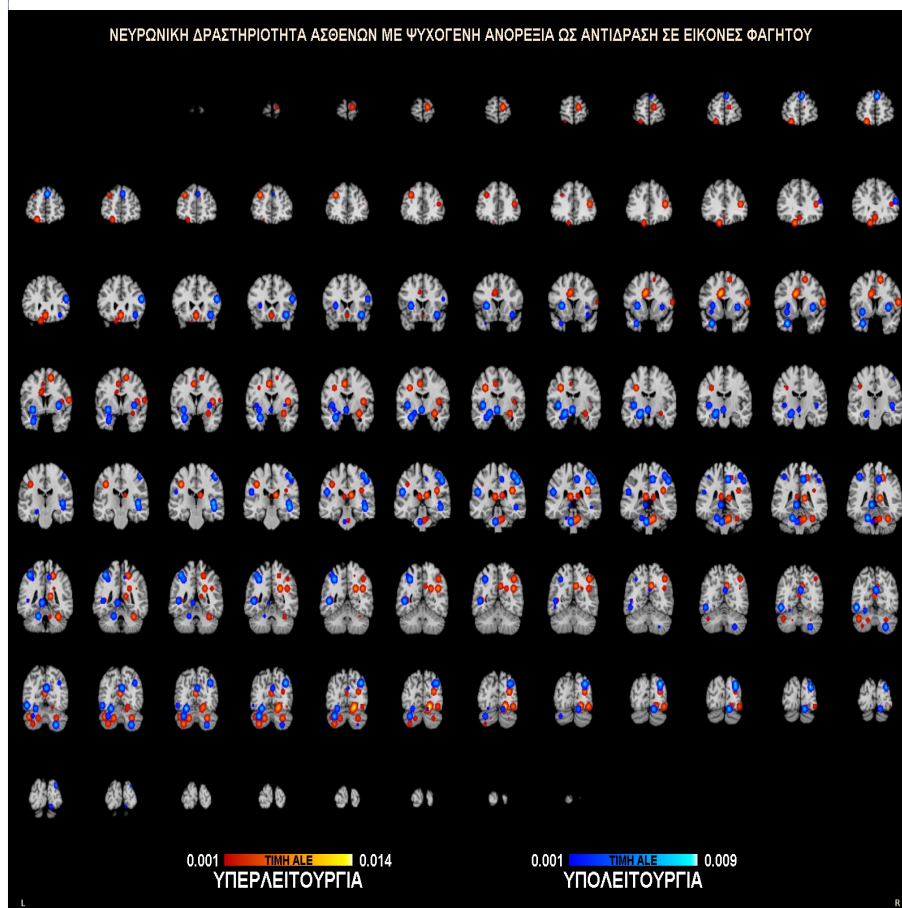 ΝΕΥΡΩΝΙΚΗ ΔΡΑΣΤΗΡΙΟΤΗΤΑ ΑΣΘΕΝΩΝ ΜΕ ΨΥΧΟΓΕΝΗ ΑΝΟΡΕΞΙΑ ΩΣ ΑΝΤΙΔΡΑΣΗ ΣΕ ΕΙΚΟΝΕΣ ΦΑΓΗΤΟΥ
0.001 ΤΙΜΗ ALE 0.014 0.001 ΤΙΜΗ ALE 0.009
ΥΠΕΡΛΕΙΤΟΥΡΓΙΑ ΥΠΟΛΕΙΤΟΥΡΓΙΑ
L R